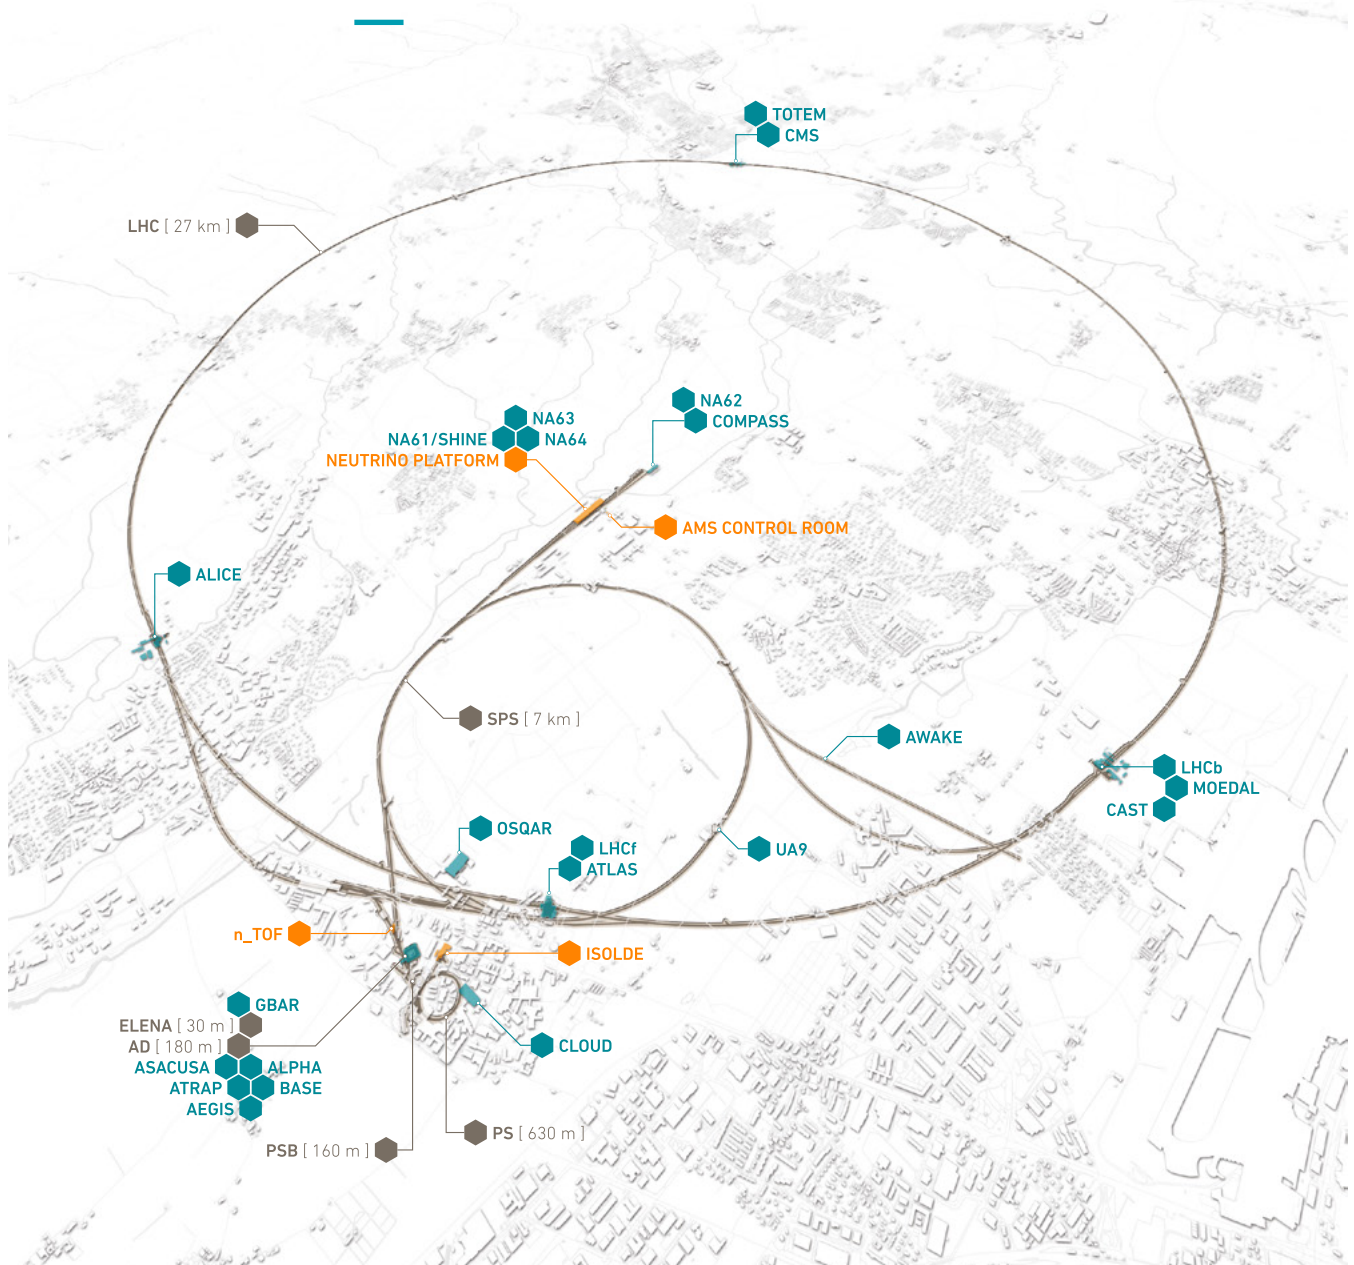 TOTEM
CMS
LHC [ 27 km ]
NA62
COMPASS
NA63
NA61/SHINE NA64
NEUTRINO PLATFORM
AMS CONTROL ROOM
ALICE
SPS [ 7 km ]
AWAKE
LHCb
MOEDAL
CAST
OSQAR
LHCf
ATLAS
UA9
n_TOF
ISOLDE
GBAR
ELENA [ 30 m ]
AD [ 180 m ]
ASACUSA ALPHA
ATRAP BASE
AEGIS
CLOUD
PS [ 630 m ]
PSB [ 160 m ]